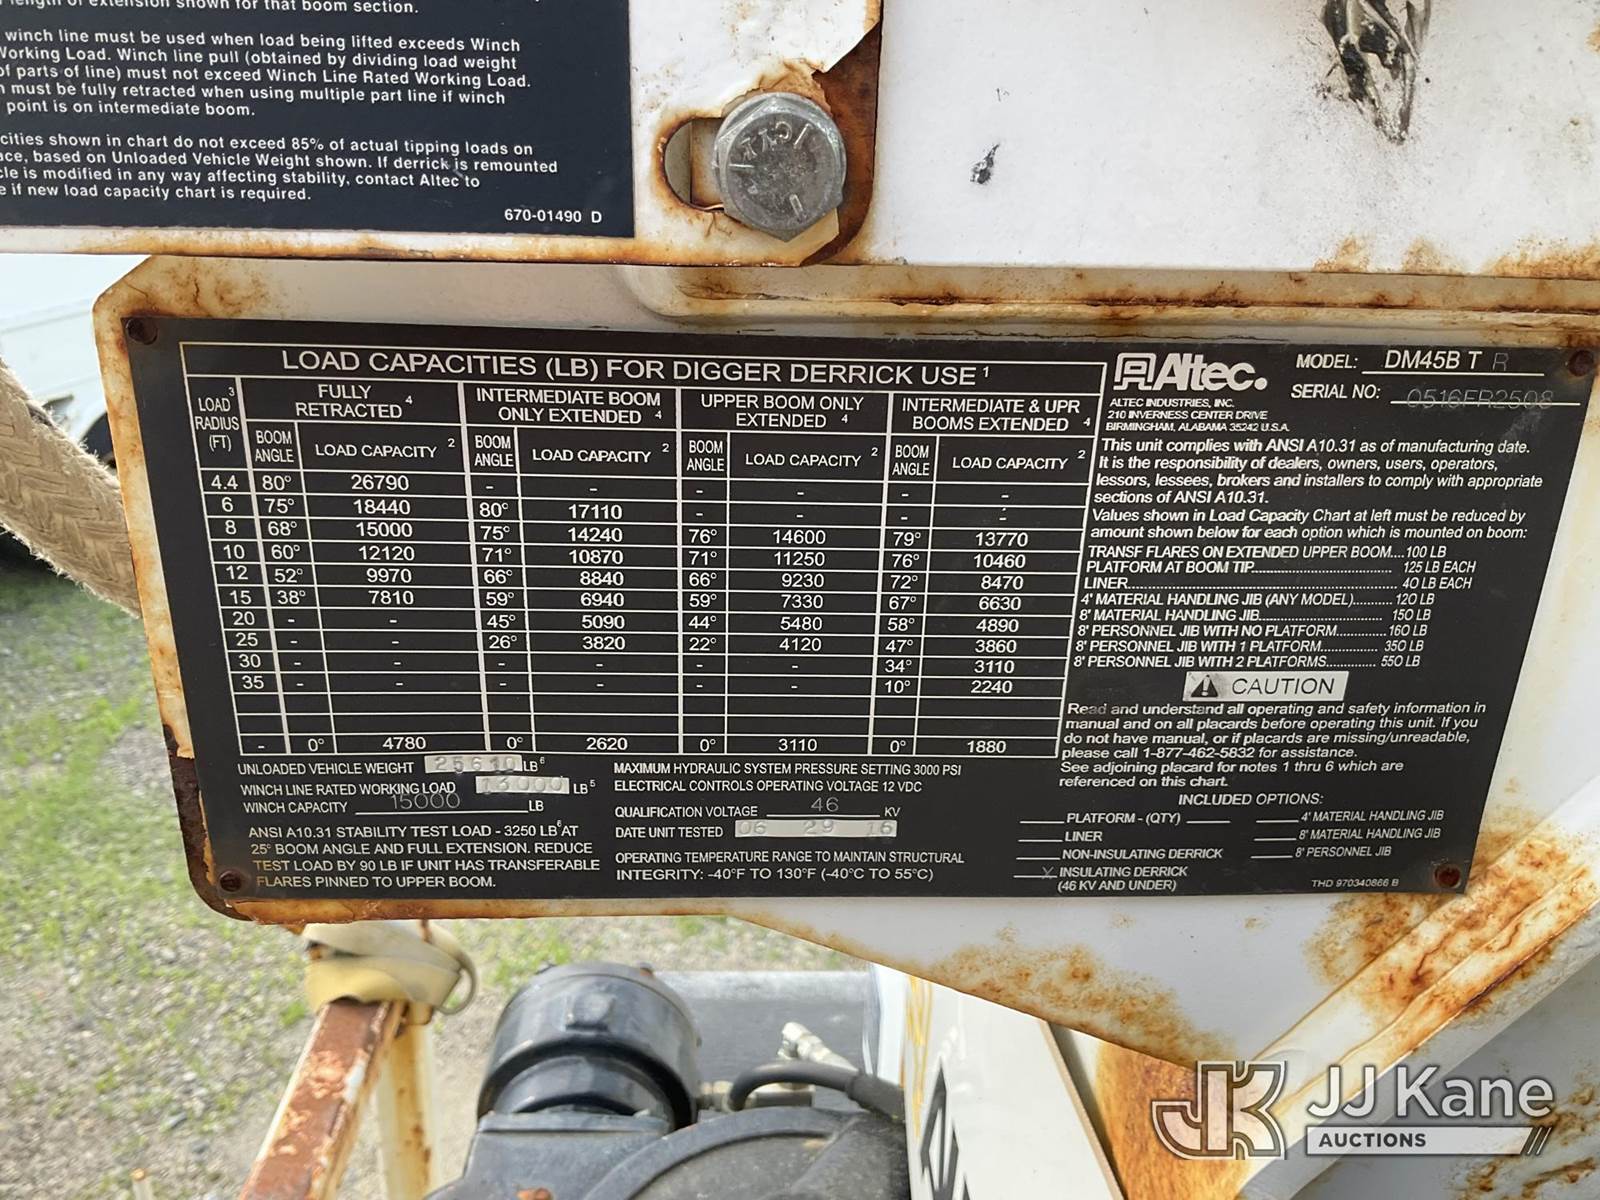 length of extension shown for that boom section.
winch line must be used when load being lifted exceeds Winch
Working Load. Winch line pull (obtained by dividing load weight
of parts of line) must not exceed Winch Line Rated Working Load.
must be fully retracted when using multiple part line if winch
point is on intermediate boom.
cities shown in chart do not exceed 85% of actual tipping loads on
ace, based on Unloaded Vehicle Weight shown. If derrick is remounted
cle is modified in any way affecting stability, contact Altec to
e if new load capacity chart is required.
670-01490 D
LOAD CAPACITIES (LB) FOR DIGGER DERRICK USE 1
LOAD 3 RADIUS (FT)
FULLY RETRACTED 4
INTERMEDIATE BOOM ONLY EXTENDED 4
UPPER BOOM ONLY EXTENDED 4
INTERMEDIATE & UPR BOOMS EXTENDED 4
BOOM ANGLE LOAD CAPACITY 2 BOOM ANGLE LOAD CAPACITY 2 BOOM ANGLE LOAD CAPACITY 2 BOOM ANGLE LOAD CAPACITY 2
4.4 80° 26790 - - - - - -
6 75° 18440 80° 17110 - - - -
8 68° 15000 75° 14240 76° 14600 79° 13770
10 60° 12120 71° 10870 71° 11250 76° 10460
12 52° 9970 66° 8840 66° 9230 72° 8470
15 38° 7810 59° 6940 59° 7330 67° 6630
20 - - 45° 5090 44° 5480 58° 4890
25 - - 26° 3820 22° 4120 47° 3860
30 - - - - - - 34° 3110
35 - - - - - - 10° 2240
- 0° 4780 0° 2620 0° 3110 0° 1880
UNLOADED VEHICLE WEIGHT 25610 LB 6
WINCH LINE RATED WORKING LOAD 13000 LB 5
WINCH CAPACITY 15000 LB
ANSI A10.31 STABILITY TEST LOAD - 3250 LB 6 AT
25° BOOM ANGLE AND FULL EXTENSION. REDUCE
TEST LOAD BY 90 LB IF UNIT HAS TRANSFERABLE
FLARES PINNED TO UPPER BOOM.
MAXIMUM HYDRAULIC SYSTEM PRESSURE SETTING 3000 PSI
ELECTRICAL CONTROLS OPERATING VOLTAGE 12 VDC
QUALIFICATION VOLTAGE 46 KV
DATE UNIT TESTED 06 29 16
OPERATING TEMPERATURE RANGE TO MAINTAIN STRUCTURAL
INTEGRITY: -40°F TO 130°F (-40°C TO 55°C)
Altec.
ALTEC INDUSTRIES, INC.
210 INVERNESS CENTER DRIVE
BIRMINGHAM, ALABAMA 35242 U.S.A.
MODEL: DM45B T R
SERIAL NO: 0516FR2508
This unit complies with ANSI A10.31 as of manufacturing date.
It is the responsibility of dealers, owners, users, operators,
lessors, lessees, brokers and installers to comply with appropriate
sections of ANSI A10.31.
Values shown in Load Capacity Chart at left must be reduced by
amount shown below for each option which is mounted on boom:
TRANSF FLARES ON EXTENDED UPPER BOOM....100 LB
PLATFORM AT BOOM TIP................ 125 LB EACH
LINER................ 40 LB EACH
4' MATERIAL HANDLING JIB (ANY MODEL)........... 120 LB
8' MATERIAL HANDLING JIB................ 150 LB
8' PERSONNEL JIB WITH NO PLATFORM.............. 160 LB
8' PERSONNEL JIB WITH 1 PLATFORM................ 350 LB
8' PERSONNEL JIB WITH 2 PLATFORMS.............. 550 LB
CAUTION
Read and understand all operating and safety information in
manual and on all placards before operating this unit. If you
do not have manual, or if placards are missing/unreadable,
please call 1-877-462-5832 for assistance.
See adjoining placard for notes 1 thru 6 which are
referenced on this chart.
INCLUDED OPTIONS:
PLATFORM - (QTY) ____ 4' MATERIAL HANDLING JIB
LINER 8' MATERIAL HANDLING JIB
NON-INSULATING DERRICK 8' PERSONNEL JIB
X INSULATING DERRICK
(46 KV AND UNDER)
THD 970340866 B
JK JJ Kane
AUCTIONS